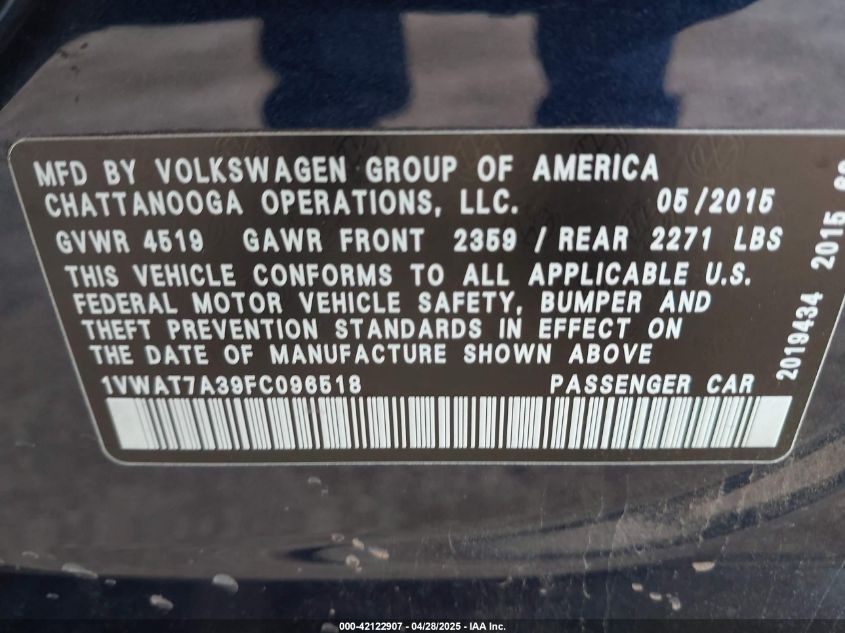 MFD BY VOLKSWAGEN GROUP OF AMERICA
CHATTANOOGA OPERATIONS, LLC. 05/2015
GVWR 4519 GAWR FRONT 2359 / REAR 2271 LBS
THIS VEHICLE CONFORMS TO ALL APPLICABLE U.S.
FEDERAL MOTOR VEHICLE SAFETY, BUMPER AND
THEFT PREVENTION STANDARDS IN EFFECT ON
THE DATE OF MANUFACTURE SHOWN ABOVE
1VWAT7A39FC096518 PASSENGER CAR
2019434 2015
000-42122907 - 04/28/2025 - IAA Inc.